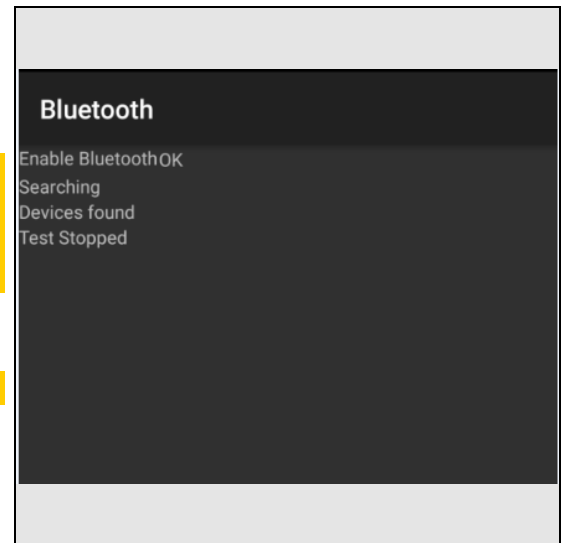 Bluetooth
Enable BluetoothOK
Searching
Devices found
Test Stopped